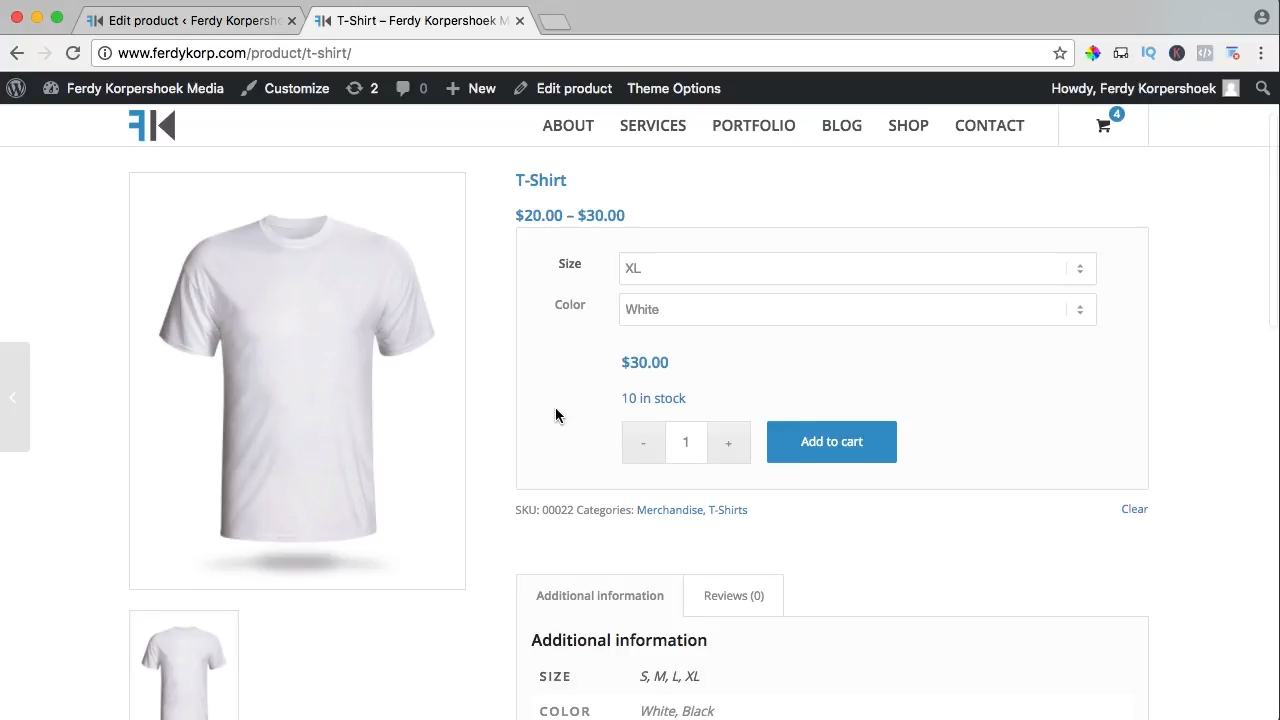 Edit product ‹ Ferdy Korpersho
T-Shirt – Ferdy Korpershoek M
www.ferdykorp.com/product/t-shirt/
Ferdy Korpershoek Media
Customize
2
0
New
Edit product
Theme Options
Howdy, Ferdy Korpershoek
FK
ABOUT
SERVICES
PORTFOLIO
BLOG
SHOP
CONTACT
4
T-Shirt
$20.00 – $30.00
Size
XL
Color
White
$30.00
10 in stock
- 1 +
Add to cart
SKU: 00022 Categories: Merchandise, T-Shirts
Clear
Additional information
Reviews (0)
Additional information
SIZE
S, M, L, XL
COLOR
White, Black